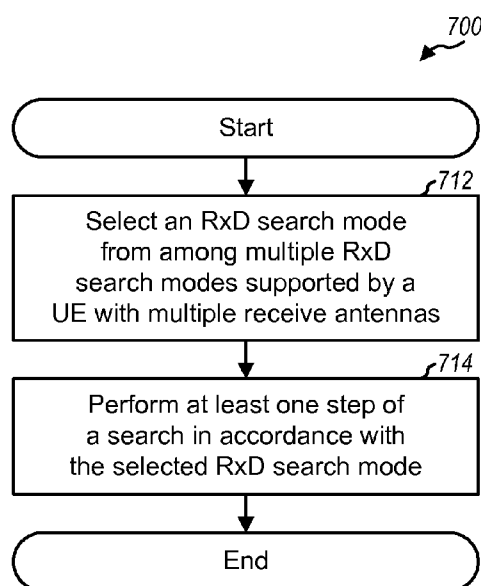 700
Start
712
Select an RxD search mode
from among multiple RxD
search modes supported by a
UE with multiple receive antennas
714
Perform at least one step of
a search in accordance with
the selected RxD search mode
End